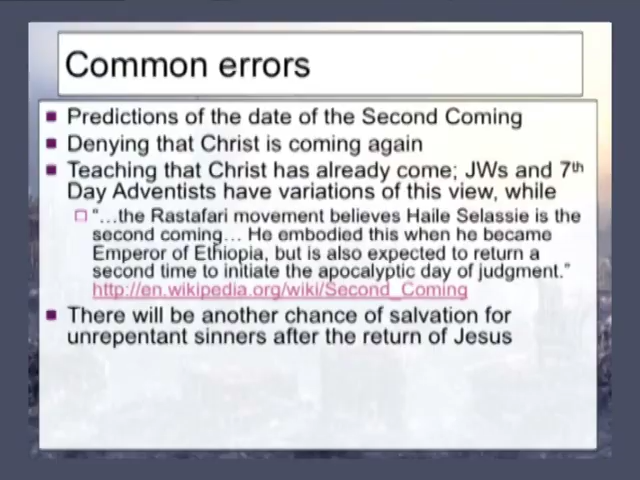 Common errors
Predictions of the date of the Second Coming
Denying that Christ is coming again
Teaching that Christ has already come; JWs and 7th
Day Adventists have variations of this view, while
“…the Rastafari movement believes Haile Selassie is the
second coming… He embodied this when he became
Emperor of Ethiopia, but is also expected to return a
second time to initiate the apocalyptic day of judgment.”
http://en.wikipedia.org/wiki/Second_Coming
There will be another chance of salvation for
unrepentant sinners after the return of Jesus